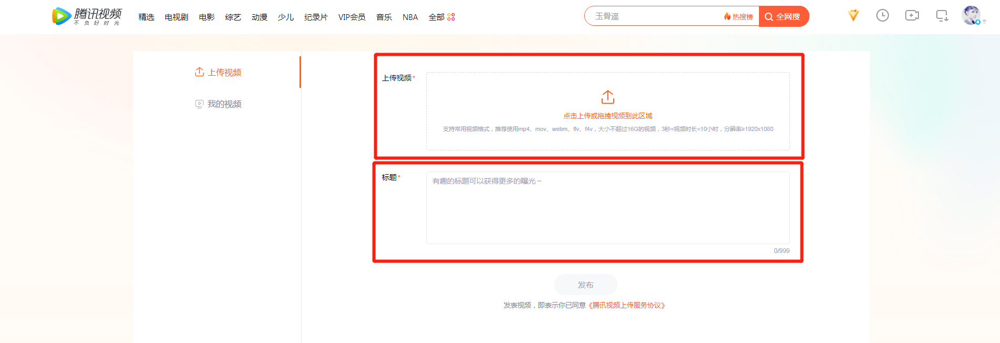 腾讯视频
不负好时光
精选 电视剧 电影 综艺 动漫 少儿 纪录片 VIP会员 音乐 NBA 全部
玉骨遥 热搜榜 全网搜
上传视频
我的视频
上传视频*
点击上传或拖拽视频到此区域
支持常用视频格式，推荐使用mp4、mov、webm、flv、f4v，大小不超过16G的视频，3秒<视频时长<10小时，分辨率≥1920x1080
标题*
有趣的标题可以获得更多的曝光～
0/999
发布
发表视频，即表示你已同意《腾讯视频上传服务协议》